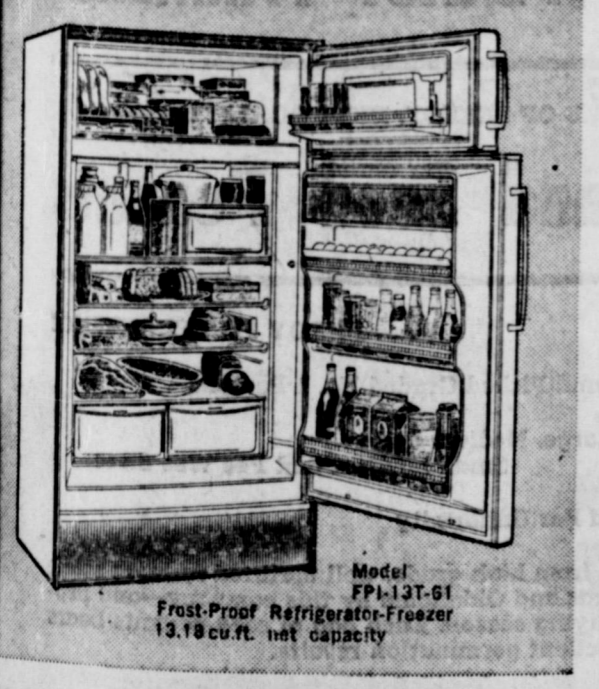 Model
FPI-13T-61
Frost-Proof Refrigerator-Freezer
13.18 cu.ft. net capacity